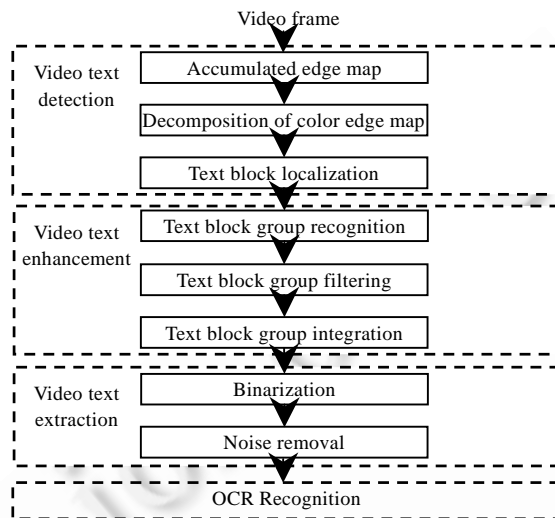 Video frame
Video text
detection
Accumulated edge map
Decomposition of color edge map
Text block localization
Video text
enhancement
Text block group recognition
Text block group filtering
Text block group integration
Video text
extraction
Binarization
Noise removal
OCR Recognition